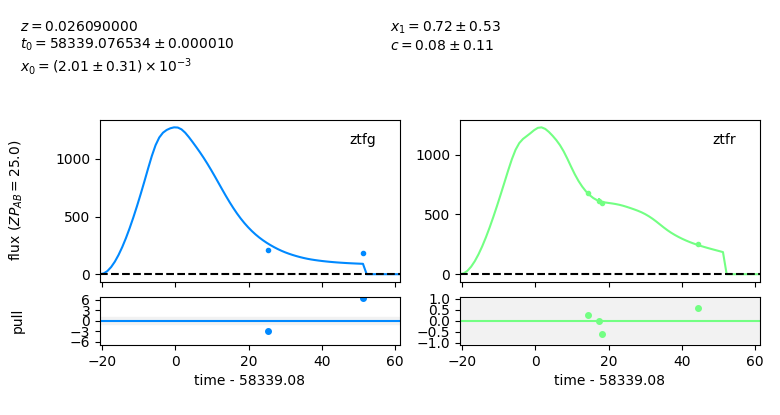 z = 0.026090000
t₀ = 58339.076534 ± 0.000010
x₀ = (2.01 ± 0.31) × 10⁻³
x₁ = 0.72 ± 0.53
c = 0.08 ± 0.11
flux (ZP_AB = 25.0)
1000
500
0
ztfg
1000
500
0
ztfr
pull
6
3
0
−3
−6
1.0
0.5
0.0
−0.5
−1.0
−20 0 20 40 60
time - 58339.08
−20 0 20 40 60
time - 58339.08